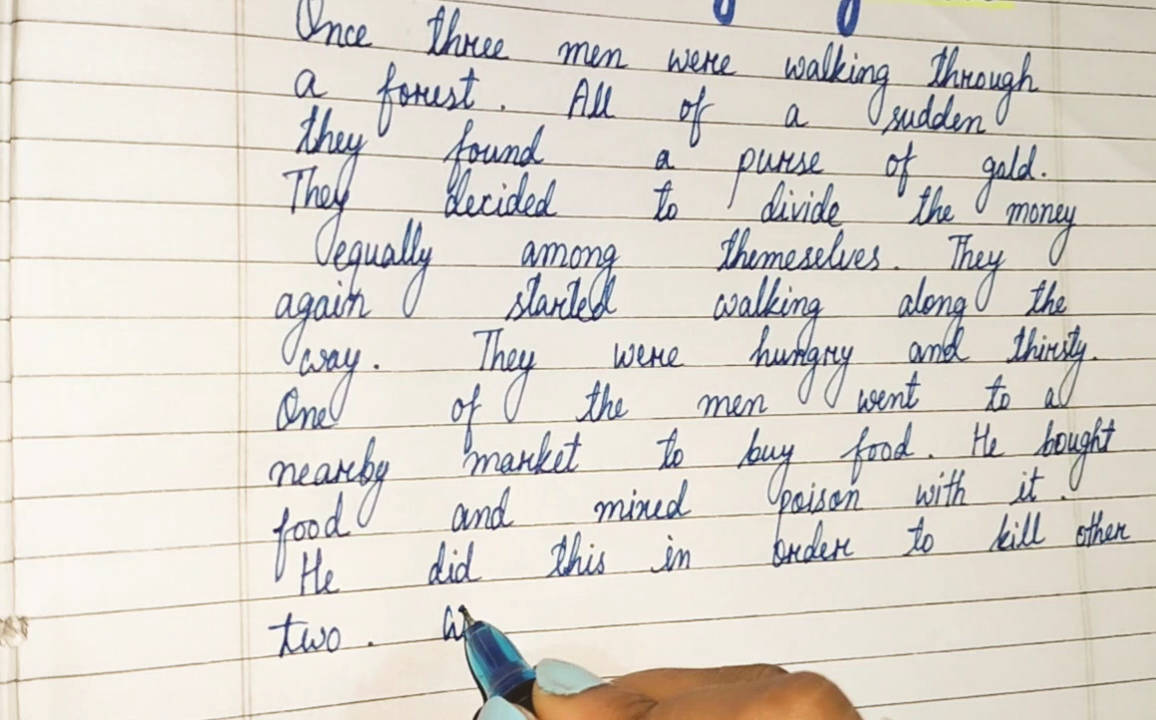 Once three men were walking through
a forest. All of a sudden
they found a purse of gold.
They decided to divide the money
equally among themeselves. They
again started walking along the
way. They were hungry and thirsty.
One of the men went to a
nearby market to buy food. He bought
food and mixed poison with it.
He did this in order to kill other
two.